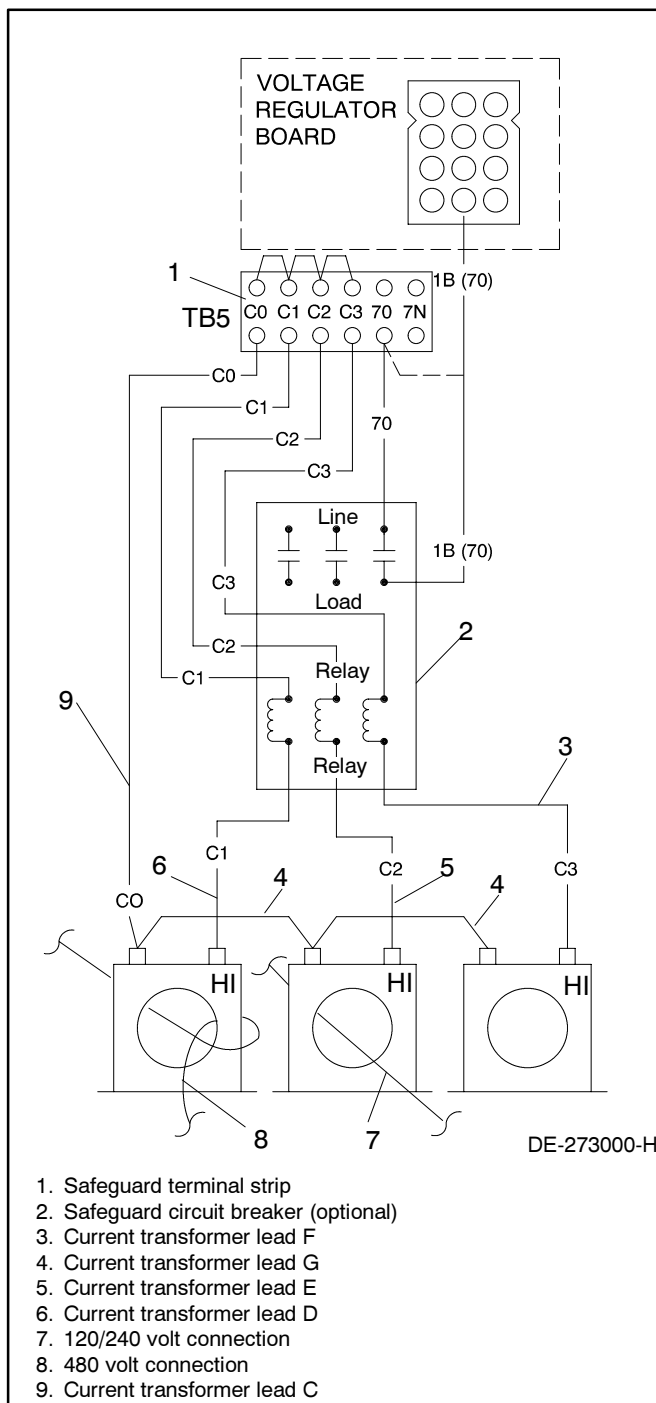 VOLTAGE
REGULATOR
BOARD
1B (70)
1
TB5
C0 C1 C2 C3 70 7N
C0
C1
C2
C3
70
Line
1B (70)
C3
Load
2
C2
Relay
C1
9
Relay
3
C1
6
4
C2
5
4
C3
CO
HI
HI
HI
8
7
DE-273000-H
1. Safeguard terminal strip
2. Safeguard circuit breaker (optional)
3. Current transformer lead F
4. Current transformer lead G
5. Current transformer lead E
6. Current transformer lead D
7. 120/240 volt connection
8. 480 volt connection
9. Current transformer lead C